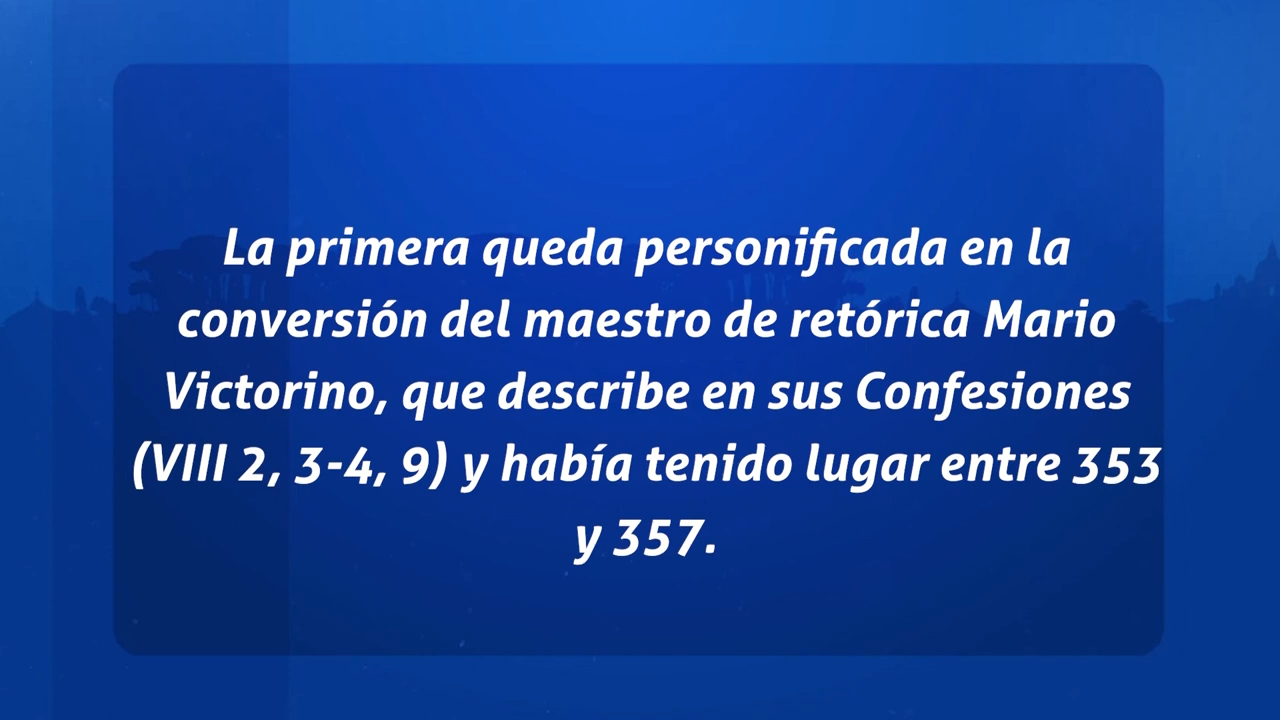 La primera queda personificada en la
conversión del maestro de retórica Mario
Victorino, que describe en sus Confesiones
(VIII 2, 3-4, 9) y había tenido lugar entre 353
y 357.